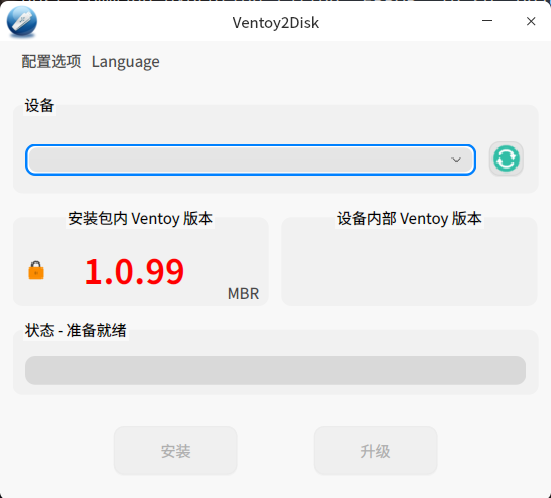 Ventoy2Disk
配置选项 Language
设备
安装包内 Ventoy 版本
设备内部 Ventoy 版本
1.0.99
MBR
状态 - 准备就绪
安装
升级